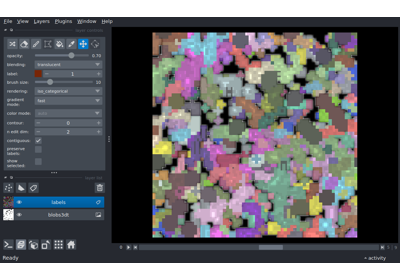 File View Layers Plugins Window Help
opacity: 0.70
blending: translucent
label: 1
brush size: 10
rendering: iso_categorical
gradient mode: fast
color mode:
contour: 0
n edit dim: 2
contiguous:
preserve labels:
show selected:
labels
blobs3dt
0
Ready
activity